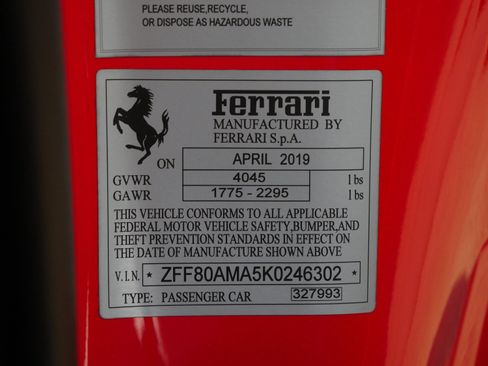 PLEASE REUSE,RECYCLE,
OR DISPOSE AS HAZARDOUS WASTE
Ferrari
MANUFACTURED BY
FERRARI S.p.A.
ON APRIL 2019
GVWR 4045 lbs
GAWR 1775 - 2295 lbs
THIS VEHICLE CONFORMS TO ALL APPLICABLE
FEDERAL MOTOR VEHICLE SAFETY,BUMPER,AND
THEFT PREVENTION STANDARDS IN EFFECT ON
THE DATE OF MANUFACTURE SHOWN ABOVE
V.I.N. * ZFF80AMA5K0246302 *
TYPE: PASSENGER CAR 327993